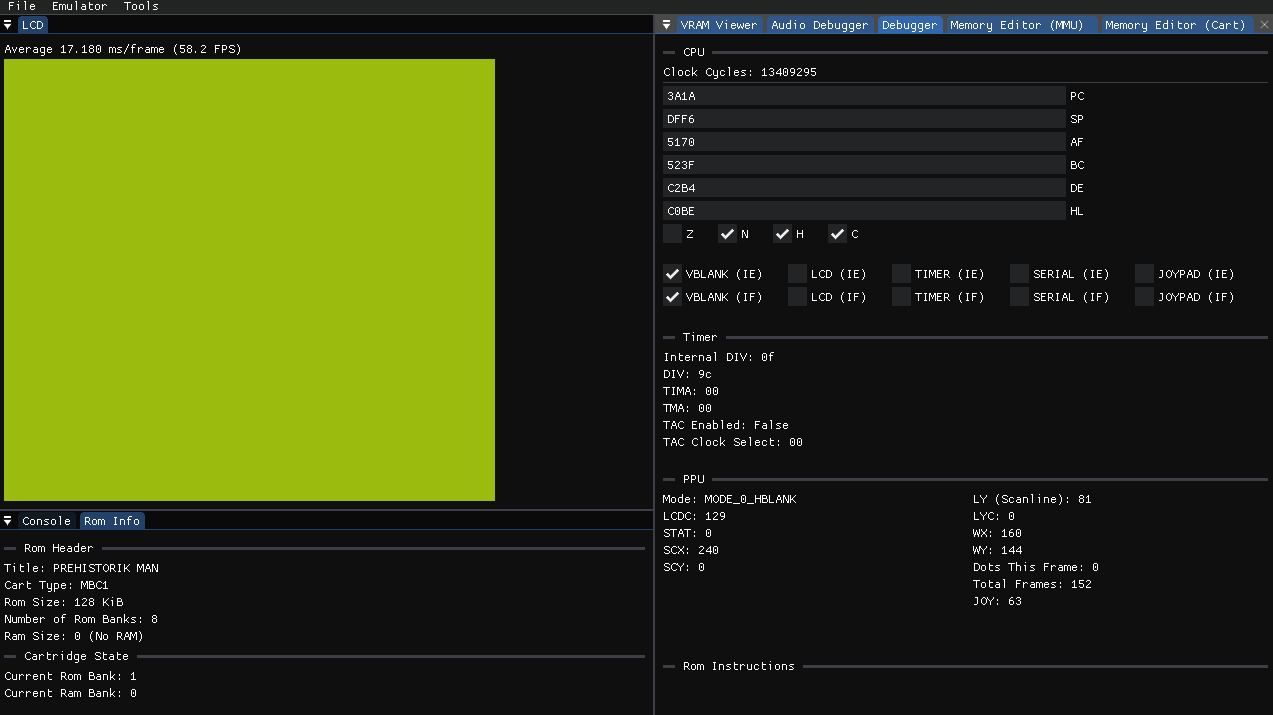 File Emulator Tools
LCD
Average 17.180 ms/frame (58.2 FPS)
Console Rom Info
Rom Header
Title: PREHISTORIK MAN
Cart Type: MBC1
Rom Size: 128 KiB
Number of Rom Banks: 8
Ram Size: 0 (No RAM)
Cartridge State
Current Rom Bank: 1
Current Ram Bank: 0
VRAM Viewer Audio Debugger Debugger Memory Editor (MMU) Memory Editor (Cart)
CPU
Clock Cycles: 13409295
3A1A PC
DFF6 SP
5170 AF
523F BC
C2B4 DE
C0BE HL
Z N H C
VBLANK (IE) LCD (IE) TIMER (IE) SERIAL (IE) JOYPAD (IE)
VBLANK (IF) LCD (IF) TIMER (IF) SERIAL (IF) JOYPAD (IF)
Timer
Internal DIV: 0f
DIV: 9c
TIMA: 00
TMA: 00
TAC Enabled: False
TAC Clock Select: 00
PPU
Mode: MODE_0_HBLANK
LCDC: 129
STAT: 0
SCX: 240
SCY: 0
LY (Scanline): 81
LYC: 0
WX: 160
WY: 144
Dots This Frame: 0
Total Frames: 152
JOY: 63
Rom Instructions